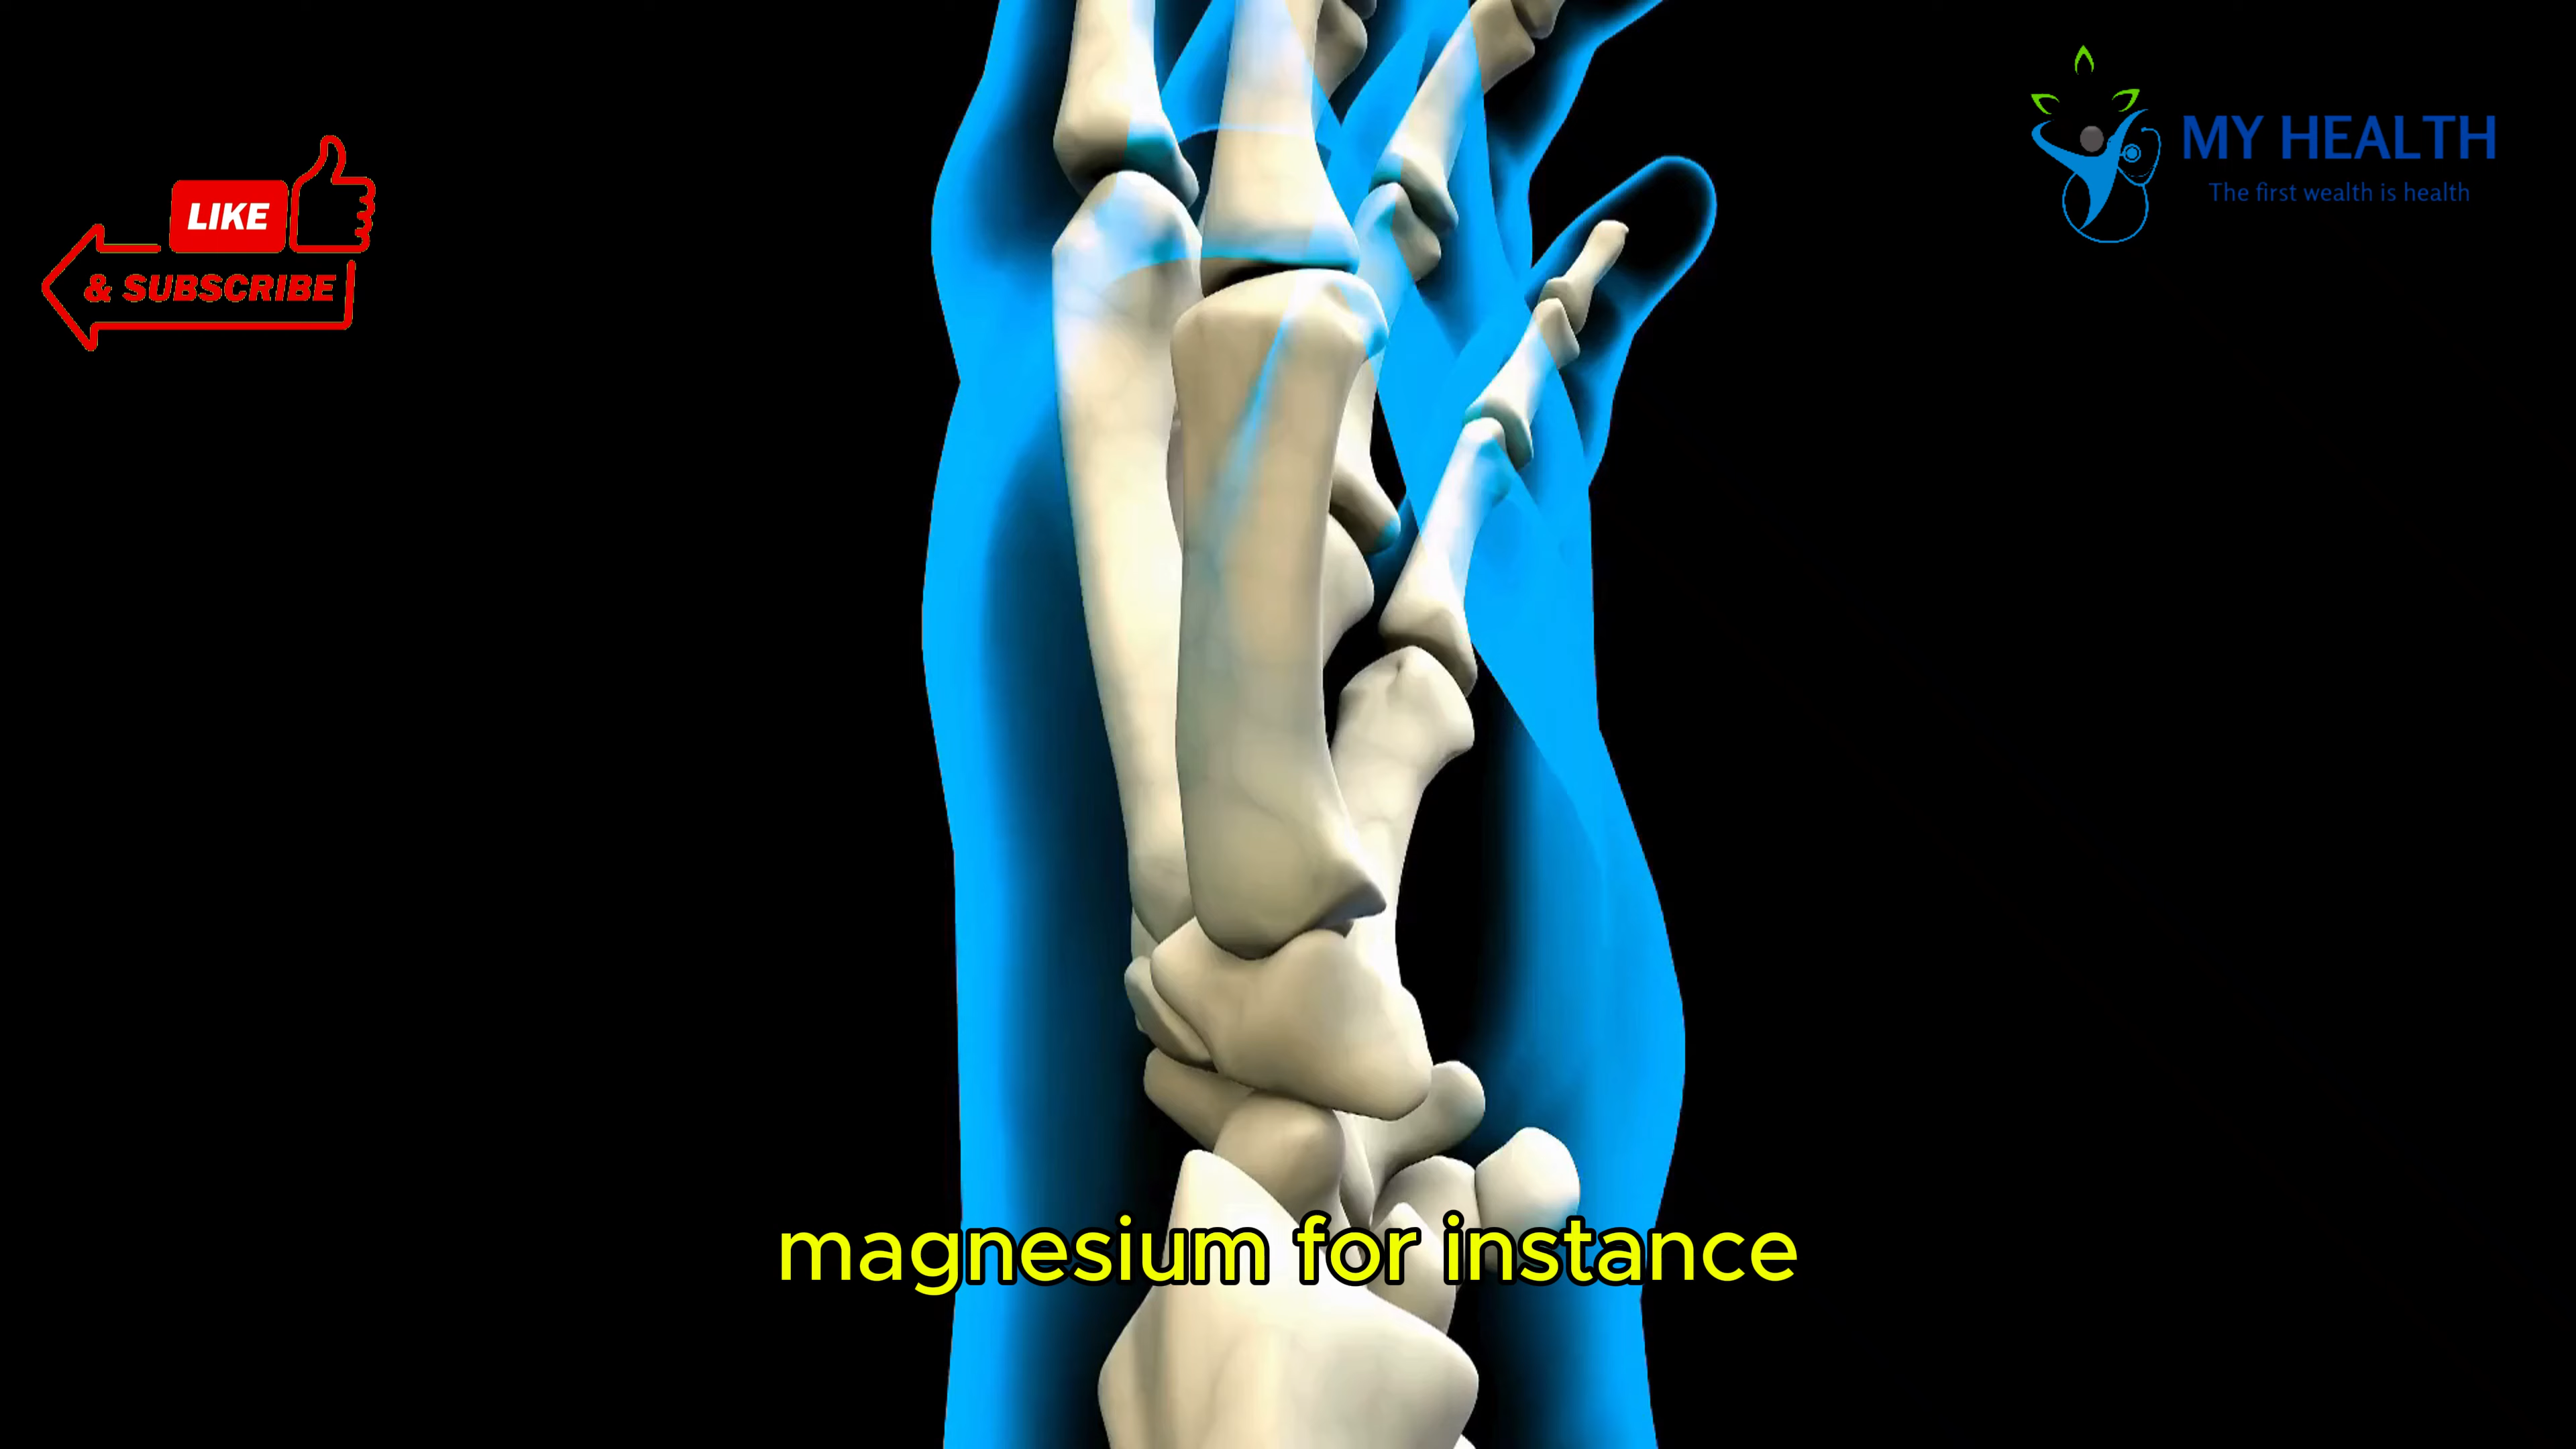 LIKE
& SUBSCRIBE
MY HEALTH
The first wealth is health
magnesium for instance